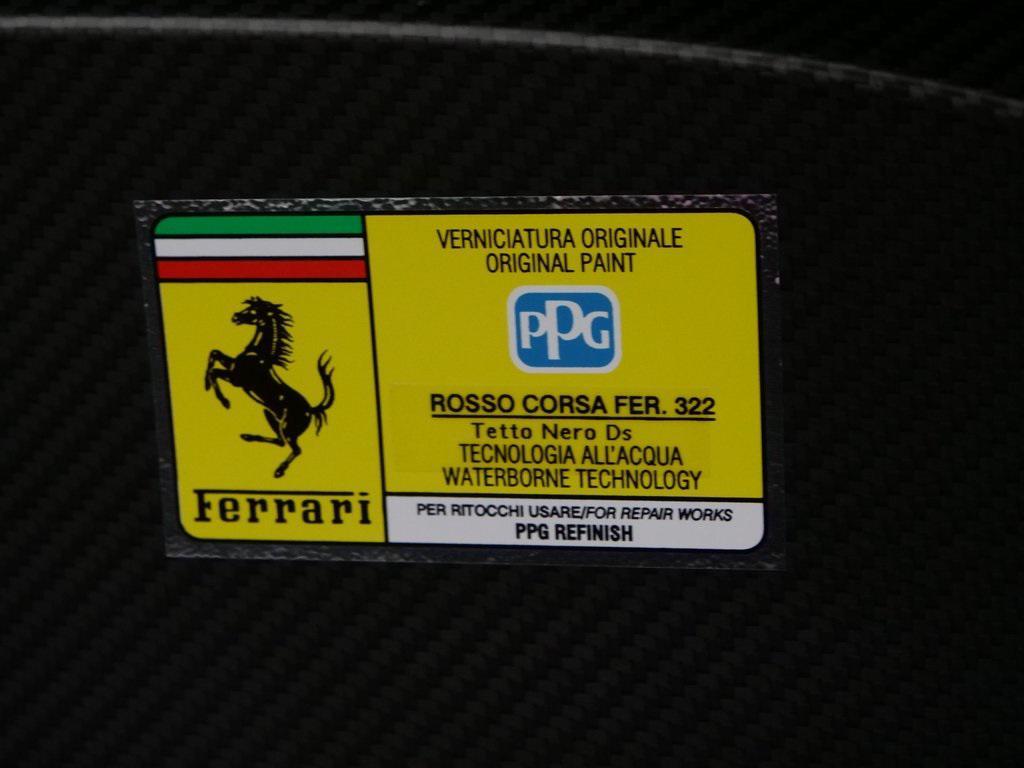 VERNICIATURA ORIGINALE
ORIGINAL PAINT
PPG
ROSSO CORSA FER. 322
Tetto Nero Ds
TECNOLOGIA ALL'ACQUA
WATERBORNE TECHNOLOGY
Ferrari
PER RITOCCHI USARE/FOR REPAIR WORKS
PPG REFINISH